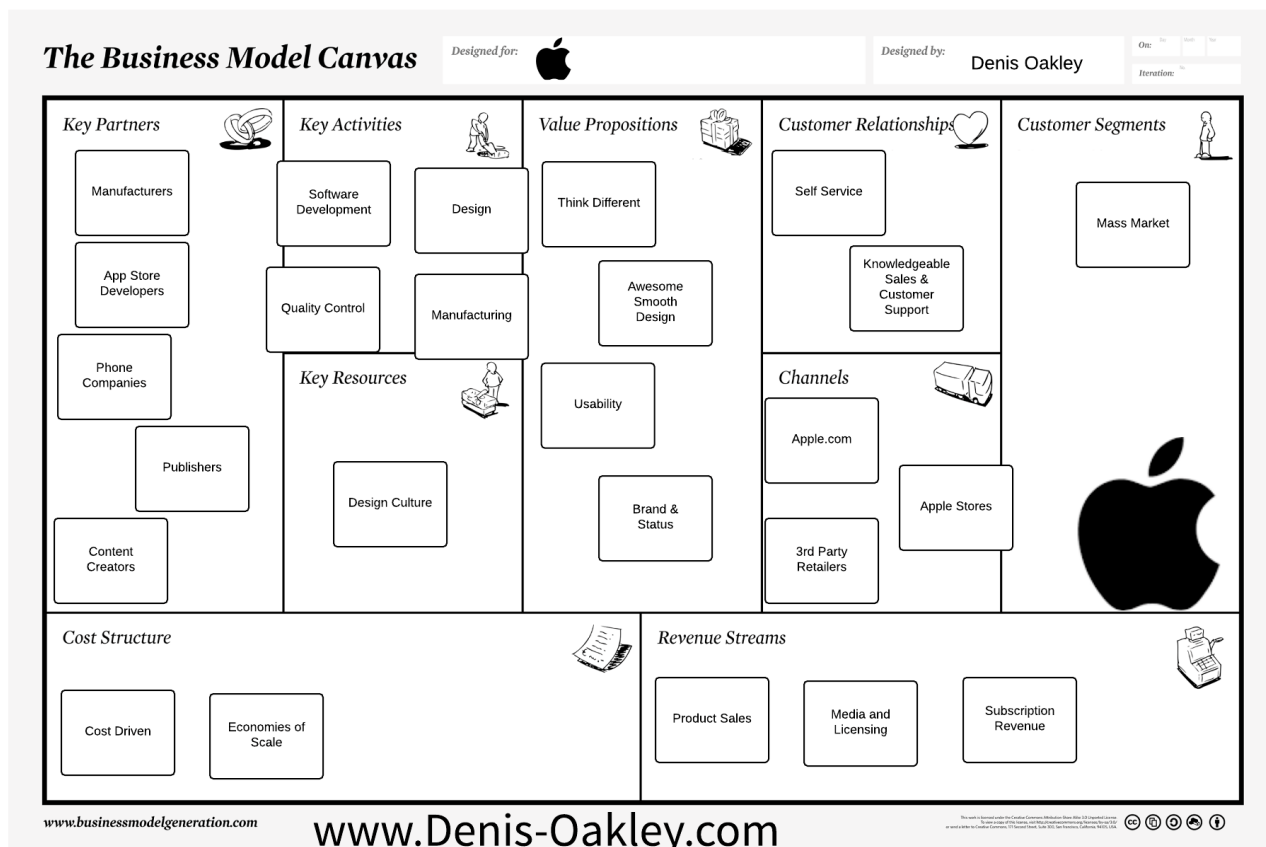 The Business Model Canvas
Designed for:
Designed by:
Denis Oakley
On:
Iteration:
Key Partners
Manufacturers
App Store
Developers
Phone
Companies
Publishers
Content
Creators
Key Activities
Software
Development
Design
Quality Control
Manufacturing
Key Resources
Design Culture
Value Propositions
Think Different
Awesome
Smooth
Design
Usability
Brand &
Status
Customer Relationships
Self Service
Knowledgeable
Sales &
Customer
Support
Channels
Apple.com
Apple Stores
3rd Party
Retailers
Customer Segments
Mass Market
Cost Structure
Cost Driven
Economies of
Scale
Revenue Streams
Product Sales
Media and
Licensing
Subscription
Revenue
www.businessmodelgeneration.com
www.Denis-Oakley.com